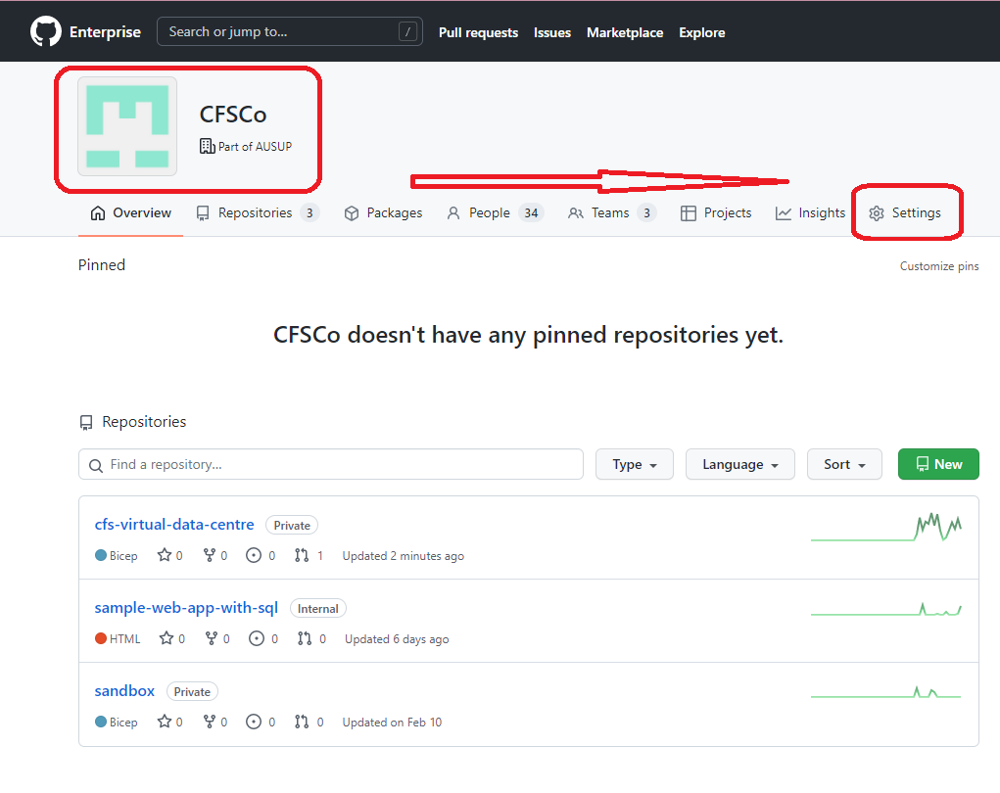 Enterprise Search or jump to... / Pull requests Issues Marketplace Explore
CFSCo
Part of AUSUP
Overview Repositories 3 Packages People 34 Teams 3 Projects Insights Settings
Pinned Customize pins
CFSCo doesn't have any pinned repositories yet.
Repositories
Find a repository... Type Language Sort New
cfs-virtual-data-centre Private
Bicep 0 0 0 1 Updated 2 minutes ago
sample-web-app-with-sql Internal
HTML 0 0 0 0 Updated 6 days ago
sandbox Private
Bicep 0 0 0 0 Updated on Feb 10